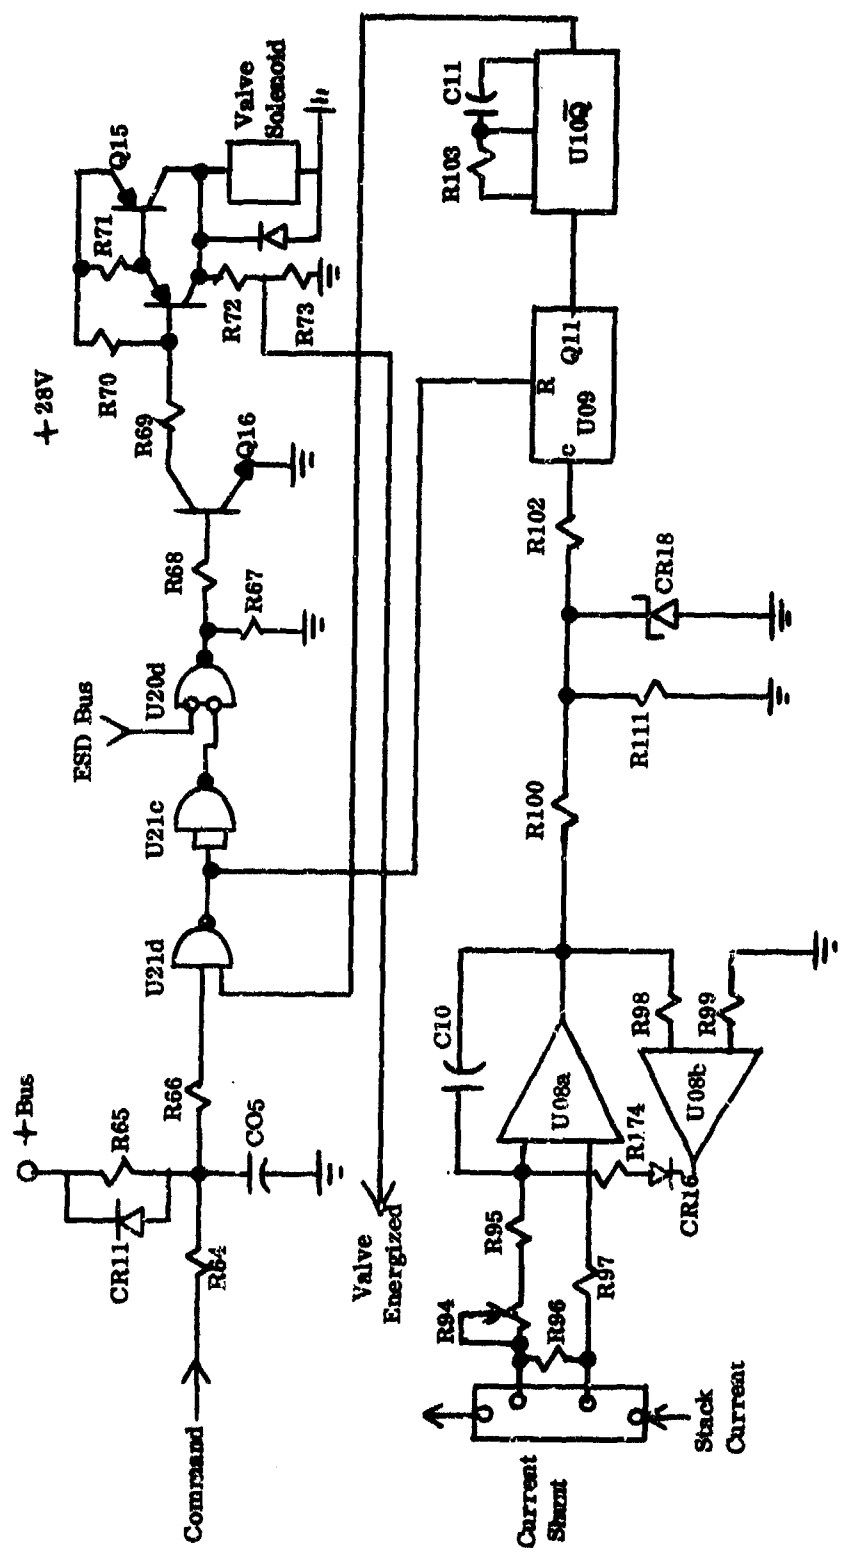 Command
R64
CR11
+Bus
R65
CO5
R66
U21d
U21c
ESD Bus
U20d
R67
R68
Q16
R69
+28V
R70
R71
Q15
R72
R73
Valve
Solenoid
Valve
Energized
Current
Shunt
Stack
Current
R94
R95
R96
R97
C10
U08a
R174
CR16
U08b
R98
R99
R100
R111
CR18
R102
c
R
U09
Q11
R103
C11
U10Q̅